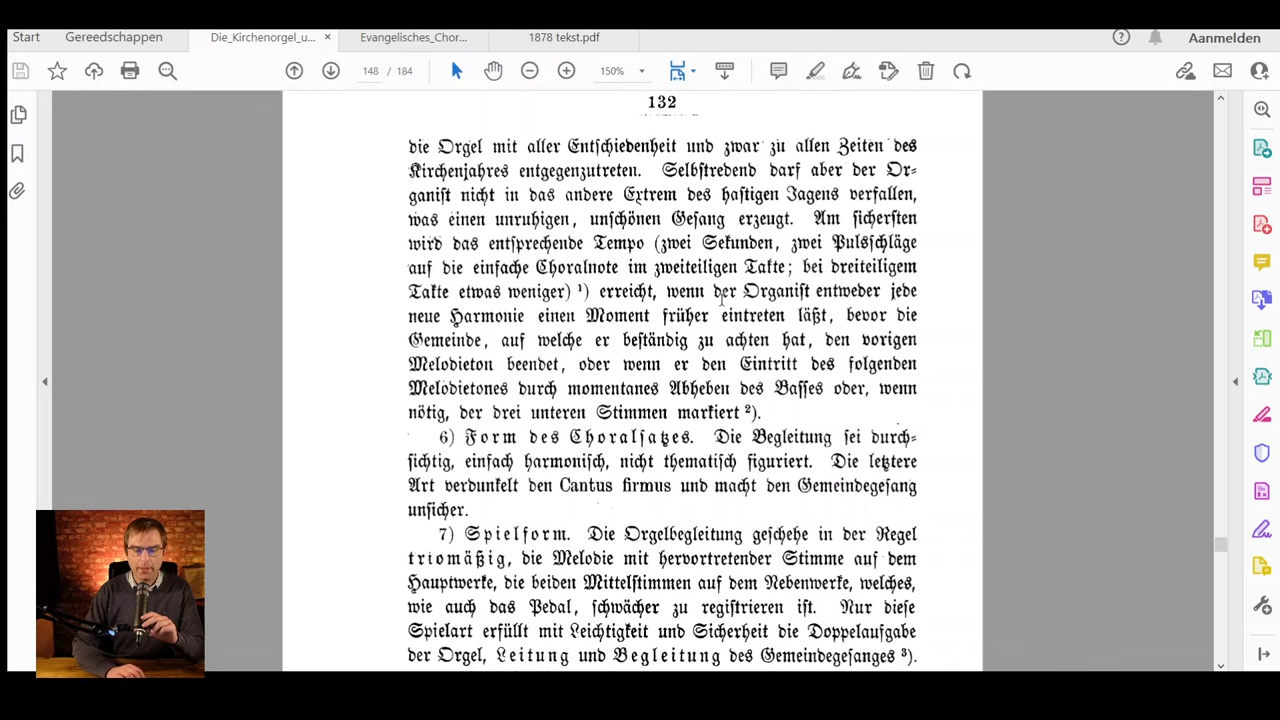 Start Gereedschappen Die_Kirchenorgel_u... × Evangelisches_Chor... 1878 tekst.pdf Aanmelden
148 / 184 150%
132
die Orgel mit aller Entſchiedenheit und zwar zu allen Zeiten des
Kirchenjahres entgegenzutreten. Selbſtredend darf aber der Or⸗
ganiſt nicht in das andere Extrem des haſtigen Jagens verfallen,
was einen unruhigen, unſchönen Geſang erzeugt. Am ſicherſten
wird das entſprechende Tempo (zwei Sekunden, zwei Pulsſchläge
auf die einfache Choralnote im zweiteiligen Takte; bei dreiteiligem
Takte etwas weniger) ¹) erreicht, wenn der Organiſt entweder jede
neue Harmonie einen Moment früher eintreten läßt, bevor die
Gemeinde, auf welche er beſtändig zu achten hat, den vorigen
Melodieton beendet, oder wenn er den Eintritt des folgenden
Melodietones durch momentanes Abheben des Baſſes oder, wenn
nötig, der drei unteren Stimmen markiert ²).
6) Form des Choralſatzes. Die Begleitung ſei durch⸗
ſichtig, einfach harmoniſch, nicht thematiſch figuriert. Die letztere
Art verdunkelt den Cantus firmus und macht den Gemeindegeſang
unſicher.
7) Spielform. Die Orgelbegleitung geſchehe in der Regel
triomäßig, die Melodie mit hervortretender Stimme auf dem
Hauptwerke, die beiden Mittelſtimmen auf dem Nebenwerke, welches,
wie auch das Pedal, ſchwächer zu regiſtrieren iſt. Nur dieſe
Spielart erfüllt mit Leichtigkeit und Sicherheit die Doppelaufgabe
der Orgel, Leitung und Begleitung des Gemeindegeſanges ³).